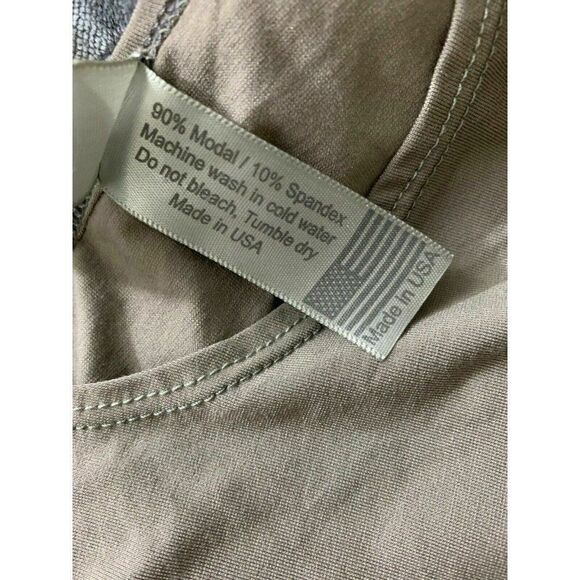 90% Modal / 10% Spandex
Machine wash in cold water
Do not bleach, Tumble dry
Made in USA
Made in USA